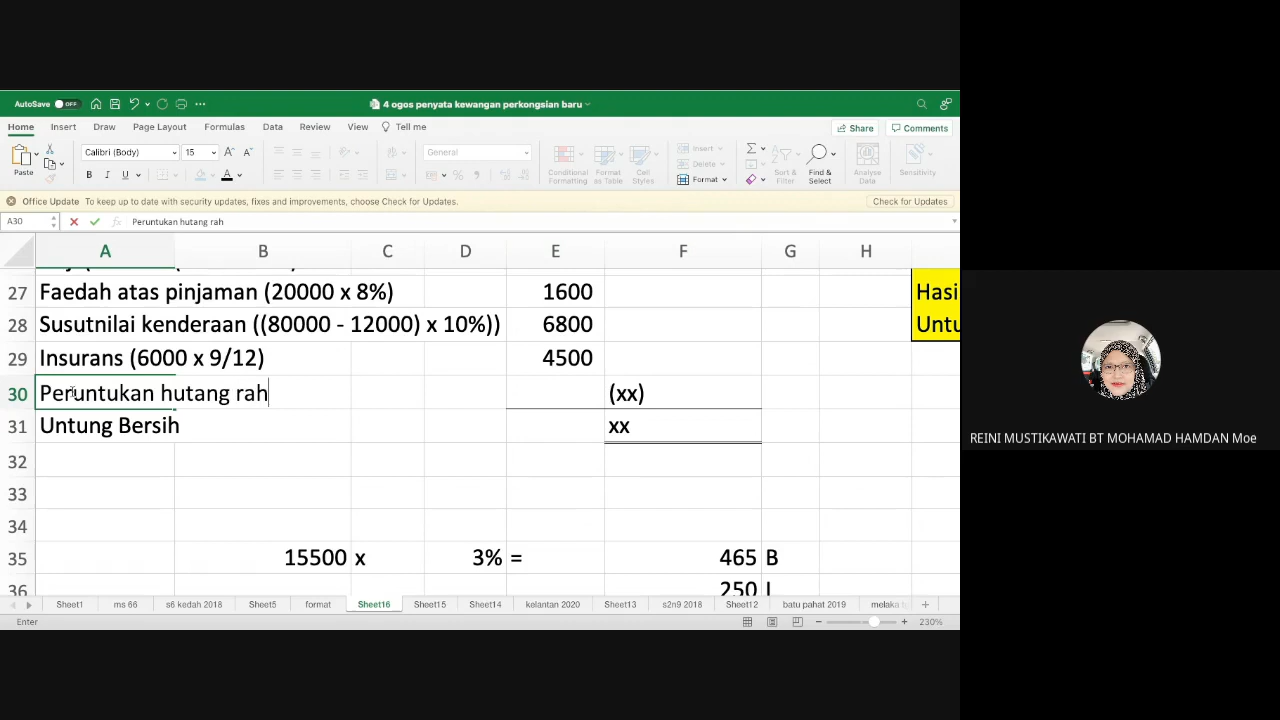 AutoSave OFF
4 ogos penyata kewangan perkongsian baru
Home Insert Draw Page Layout Formulas Data Review View Tell me Share Comments
Paste Calibri (Body) 15 A A General Conditional Formatting Format as Table Cell Styles Insert Delete Format Sort & Filter Find & Select Analyse Data Sensitivity
B I U A
Office Update To keep up to date with security updates, fixes and improvements, choose Check for Updates. Check for Updates
A30 fx Peruntukan hutang rah
A B C D E F G H
27 Faedah atas pinjaman (20000 x 8%) 1600 Hasi
28 Susutnilai kenderaan ((80000 - 12000) x 10%)) 6800 Untu
29 Insurans (6000 x 9/12) 4500
30 Peruntukan hutang rah (xx)
31 Untung Bersih xx
32
33
34
35 15500 x 3% = 465 B
36 250
Sheet1 ms 66 s6 kedah 2018 Sheet5 format Sheet16 Sheet15 Sheet14 kelantan 2020 Sheet13 s2n9 2018 Sheet12 batu pahat 2019 melaka
Enter 230%
REINI MUSTIKAWATI BT MOHAMAD HAMDAN Moe